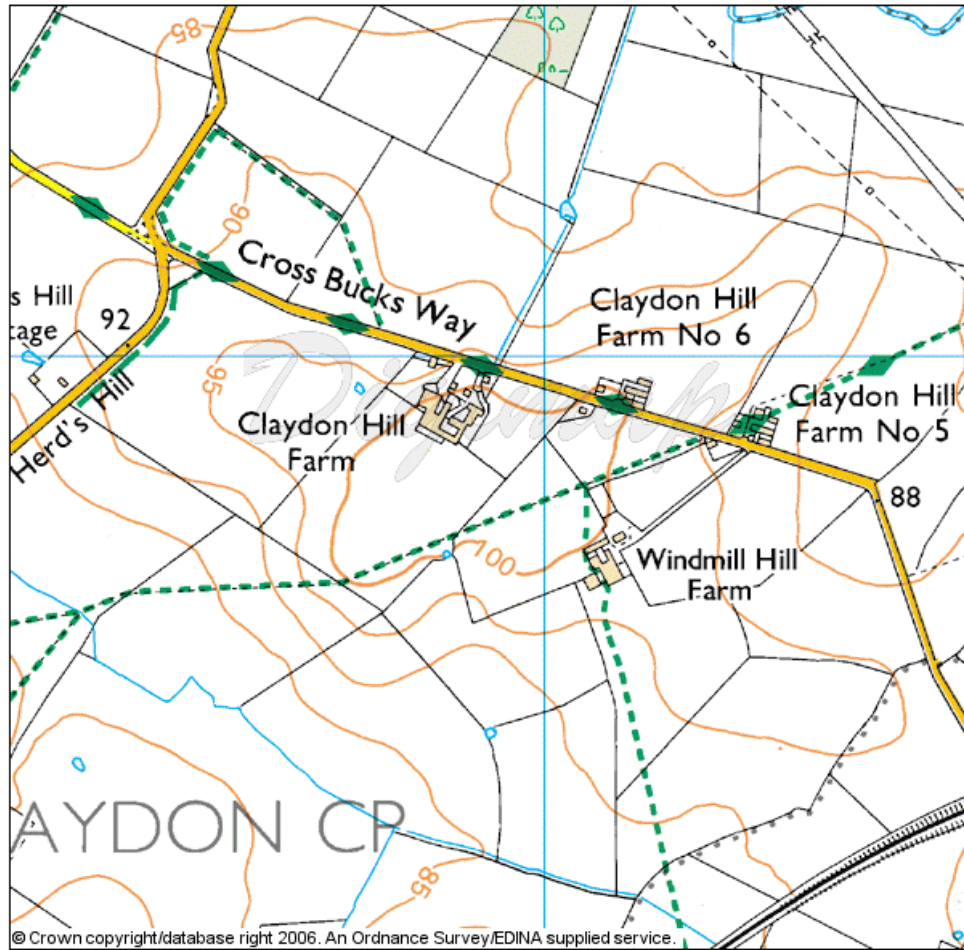 85
90
Cross Bucks Way
s Hill
tage
92
Claydon Hill
Farm No 6
95
Digimap
Claydon Hill
Farm
Claydon Hill
Farm No 5
Herd's Hill
88
100
Windmill Hill
Farm
AYDON CP
85
© Crown copyright/database right 2006. An Ordnance Survey/EDINA supplied service.